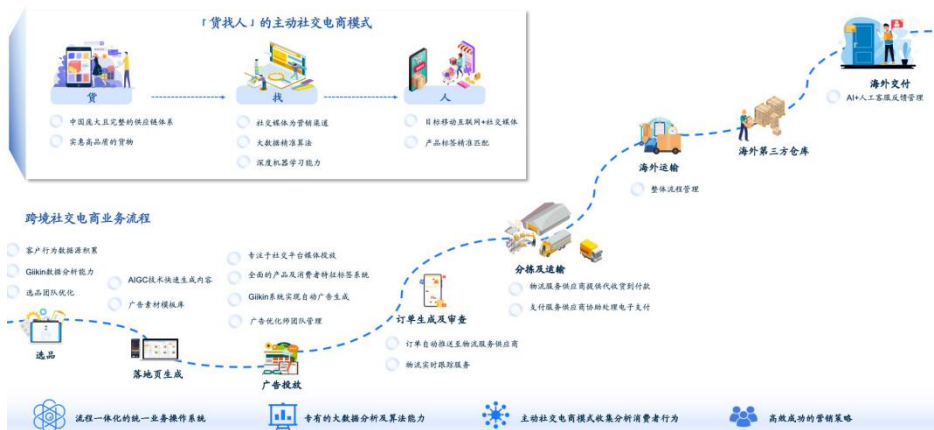 「货找人」的主动社交电商模式
货
找
人
中国庞大且完整的供应链体系
实惠高品质的货物
社交媒体为营销渠道
大数据精准算法
深度机器学习能力
目标移动互联网+社交媒体
产品标签精准匹配
跨境社交电商业务流程
客户行为数据源积累
Giikin数据分析能力
选品团队优化
选品
AIGC技术快速生成内容
广告素材模板库
落地页生成
专注于社交平台媒体投放
全面的产品及消费者特征标签系统
Giikin系统实现自动广告生成
广告优化师团队管理
广告投放
订单生成及审查
订单自动推送至物流服务供应商
物流实时跟踪服务
分拣及运输
物流服务供应商提供代收货到付款
支付服务供应商协助处理电子支付
海外运输
整体流程管理
海外第三方仓库
海外交付
AI+人工客服反馈管理
流程一体化的统一业务操作系统
专有的大数据分析及算法能力
主动社交电商模式收集分析消费者行为
高效成功的营销策略